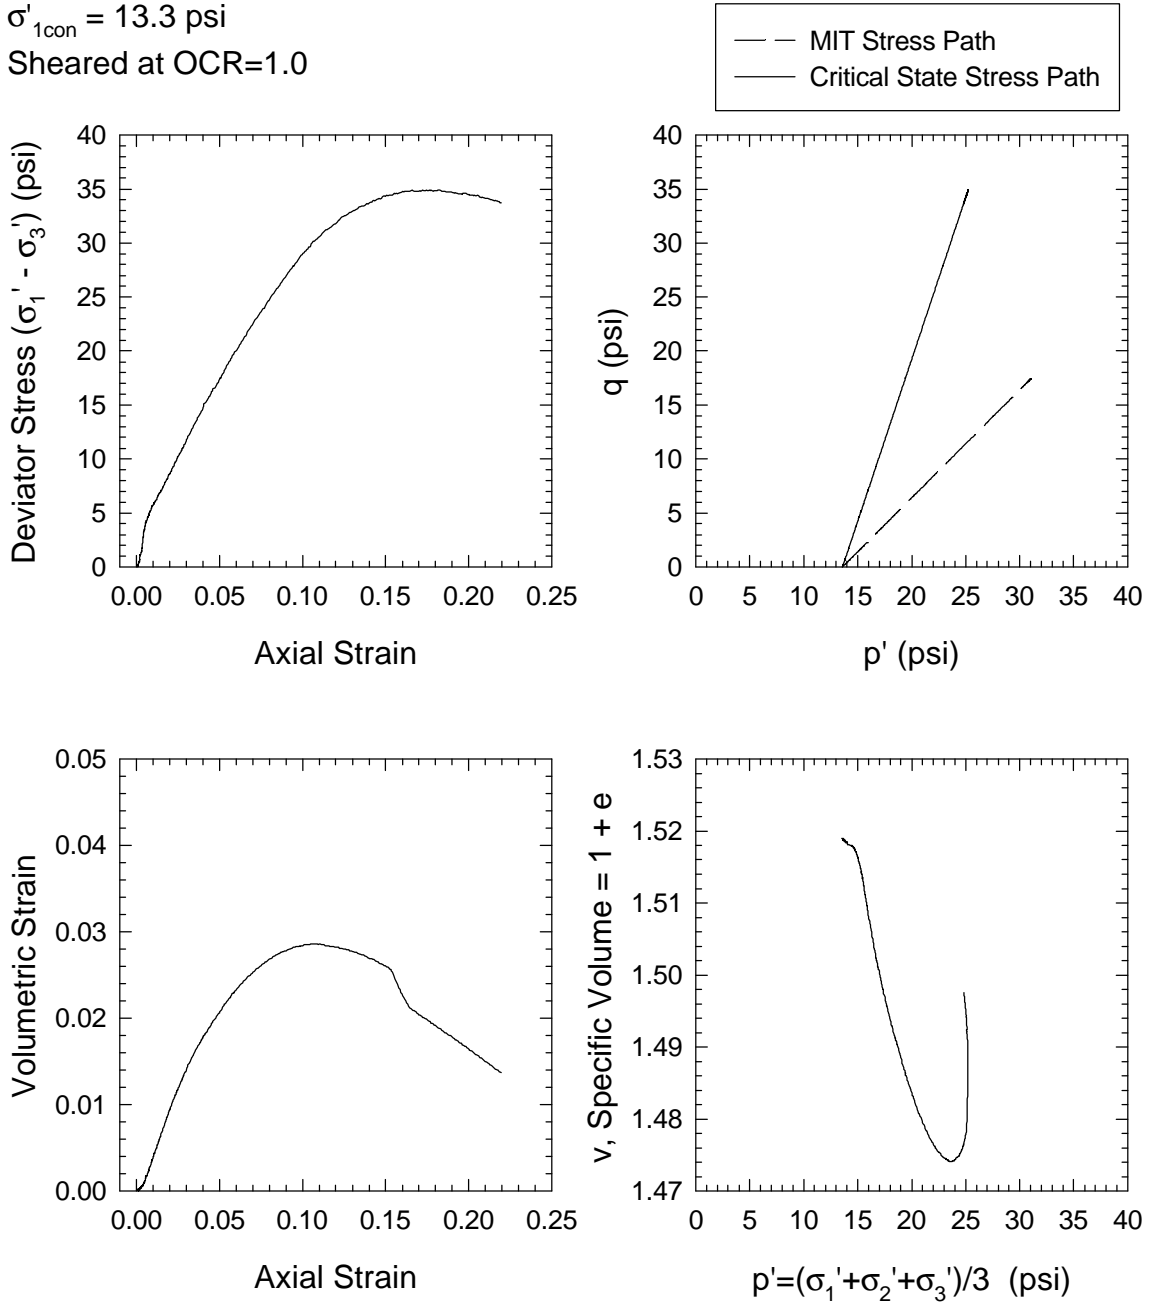 σ'1con = 13.3 psi
Sheared at OCR=1.0
MIT Stress Path
Critical State Stress Path
Deviator Stress (σ1' - σ3') (psi)
40
35
30
25
20
15
10
5
0
0.00 0.05 0.10 0.15 0.20 0.25
Axial Strain
q (psi)
40
35
30
25
20
15
10
5
0
0 5 10 15 20 25 30 35 40
p' (psi)
Volumetric Strain
0.05
0.04
0.03
0.02
0.01
0.00
0.00 0.05 0.10 0.15 0.20 0.25
Axial Strain
v, Specific Volume = 1 + e
1.53
1.52
1.51
1.50
1.49
1.48
1.47
0 5 10 15 20 25 30 35 40
p'=(σ1'+σ2'+σ3')/3 (psi)